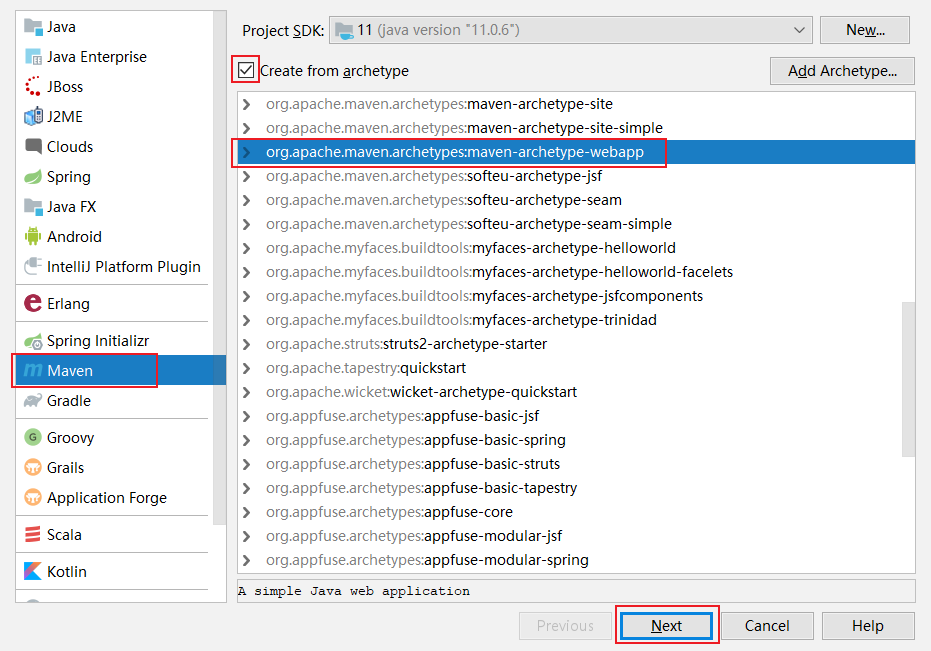 Java
Java Enterprise
JBoss
J2ME
Clouds
Spring
Java FX
Android
IntelliJ Platform Plugin
Erlang
Spring Initializr
m Maven
Gradle
G Groovy
Grails
Application Forge
Scala
Kotlin
Project SDK: 11 (java version "11.0.6") New...
Create from archetype Add Archetype...
org.apache.maven.archetypes:maven-archetype-site
org.apache.maven.archetypes:maven-archetype-site-simple
org.apache.maven.archetypes:maven-archetype-webapp
org.apache.maven.archetypes:softeu-archetype-jsf
org.apache.maven.archetypes:softeu-archetype-seam
org.apache.maven.archetypes:softeu-archetype-seam-simple
org.apache.myfaces.buildtools:myfaces-archetype-helloworld
org.apache.myfaces.buildtools:myfaces-archetype-helloworld-facelets
org.apache.myfaces.buildtools:myfaces-archetype-jsfcomponents
org.apache.myfaces.buildtools:myfaces-archetype-trinidad
org.apache.struts:struts2-archetype-starter
org.apache.tapestry:quickstart
org.apache.wicket:wicket-archetype-quickstart
org.appfuse.archetypes:appfuse-basic-jsf
org.appfuse.archetypes:appfuse-basic-spring
org.appfuse.archetypes:appfuse-basic-struts
org.appfuse.archetypes:appfuse-basic-tapestry
org.appfuse.archetypes:appfuse-core
org.appfuse.archetypes:appfuse-modular-jsf
org.appfuse.archetypes:appfuse-modular-spring
A simple Java web application
Previous Next Cancel Help